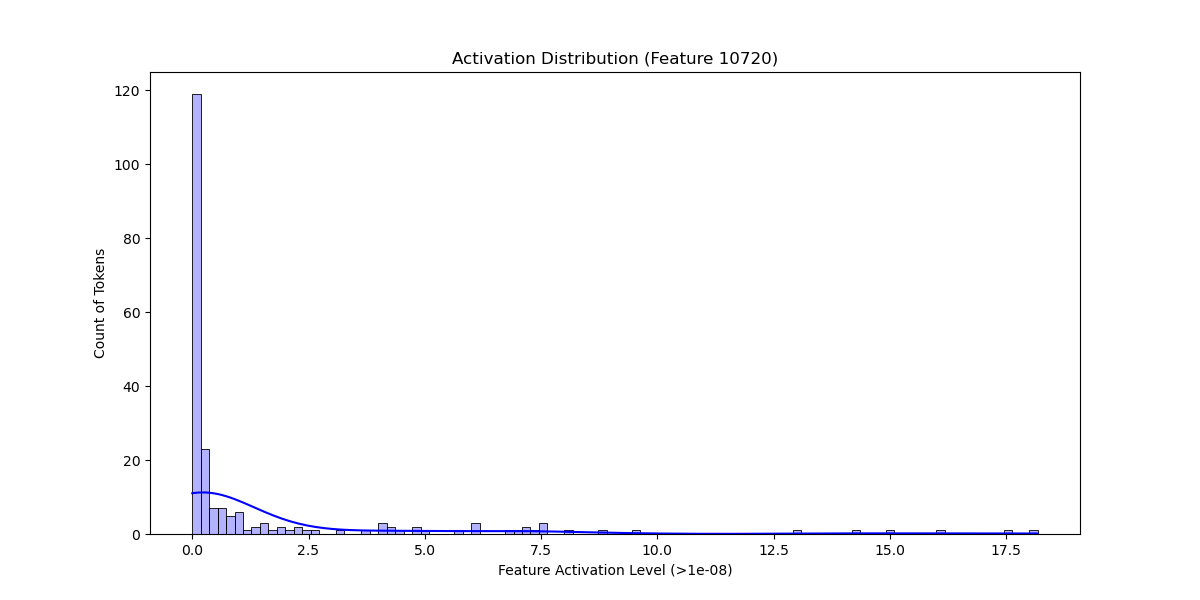 Activation Distribution (Feature 10720)
Count of Tokens
120
100
80
60
40
20
0
0.0 2.5 5.0 7.5 10.0 12.5 15.0 17.5
Feature Activation Level (>1e-08)